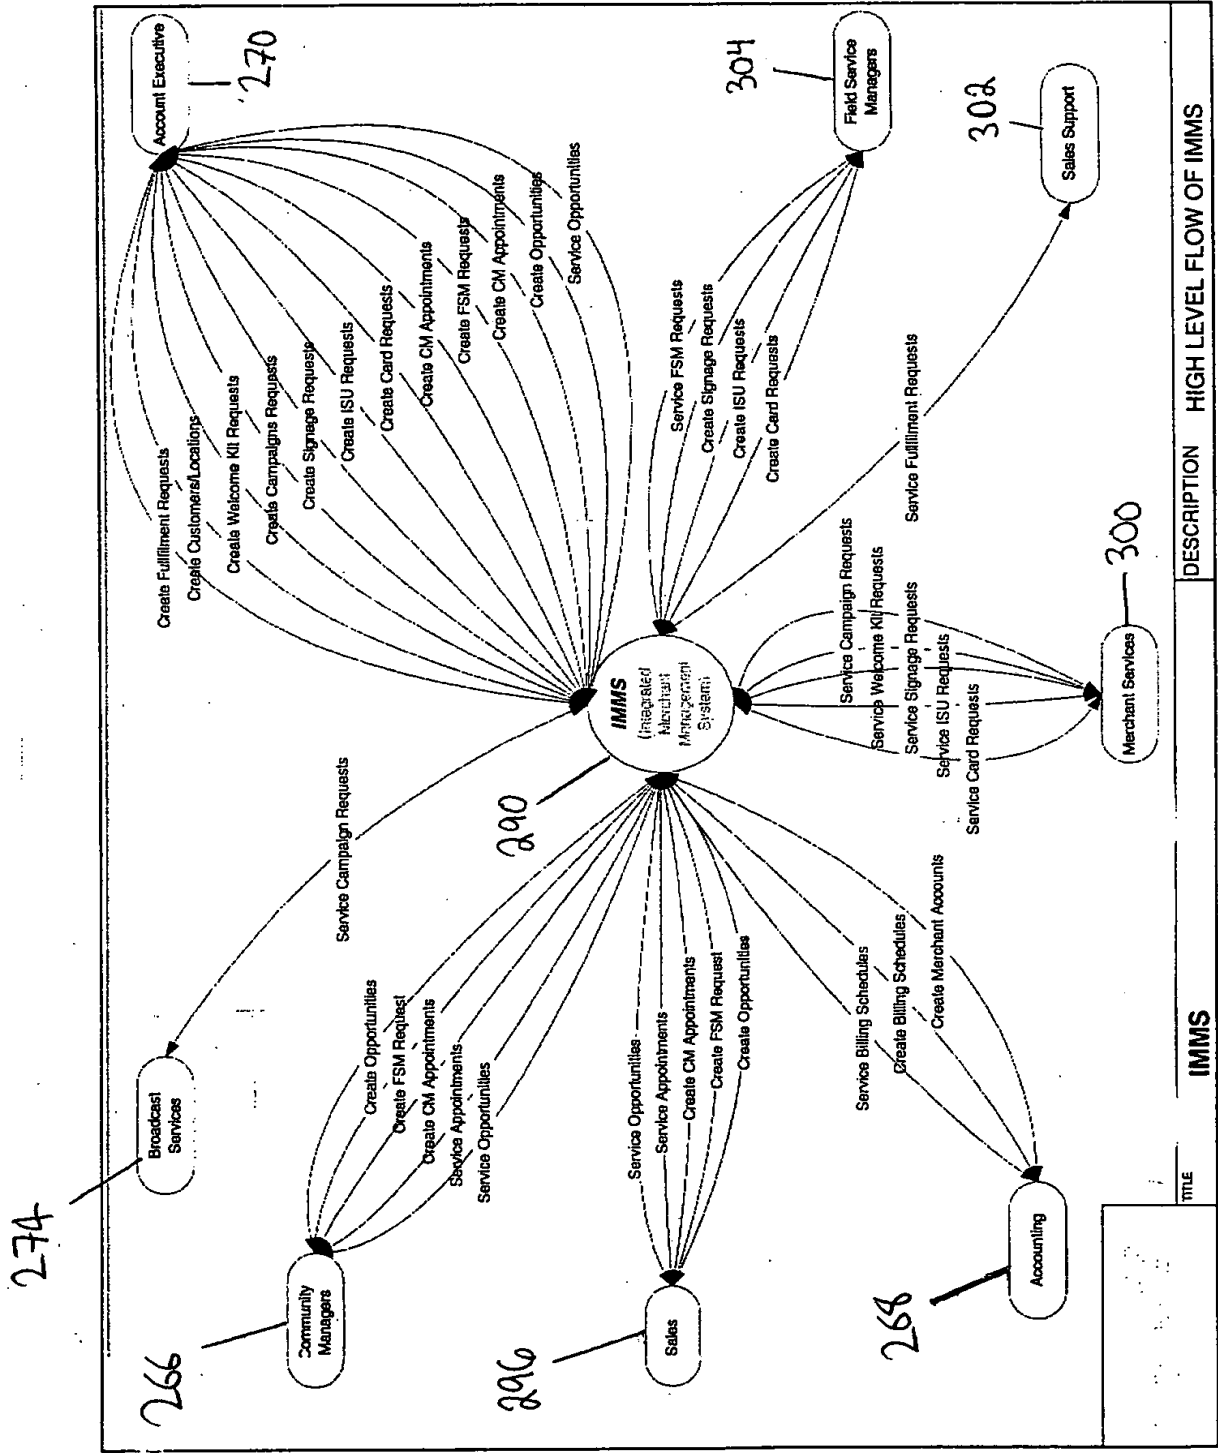 274
Broadcast
Services
Service Campaign Requests
Account Executive
270
Create Fullfilment Requests
Create Customers/Locations
Create Welcome Kit Requests
Create Campaigns Requests
Create Signage Requests
Create ISU Requests
Create Card Requests
Create CM Appointments
Create FSM Requests
Create CM Appointments
Create Opportunities
Service Opportunities
266
Community
Managers
Create Opportunities
Create FSM Request
Create CM Appointments
Service Appointments
Service Opportunities
290
IMMS
(Integrated
Merchant
Management
System)
304
Field Service
Managers
Service FSM Requests
Create Signage Requests
Create ISU Requests
Create Card Requests
296
Sales
Service Opportunities
Service Appointments
Create CM Appointments
Create FSM Request
Create Opportunities
302
Sales Support
Service Fulfillment Requests
268
Accounting
Service Billing Schedules
Create Billing Schedules
Create Merchant Accounts
Service Campaign Requests
Service Welcome Kit Requests
Service Signage Requests
Service ISU Requests
Service Card Requests
Merchant Services
300
TITLE
IMMS
DESCRIPTION
HIGH LEVEL FLOW OF IMMS